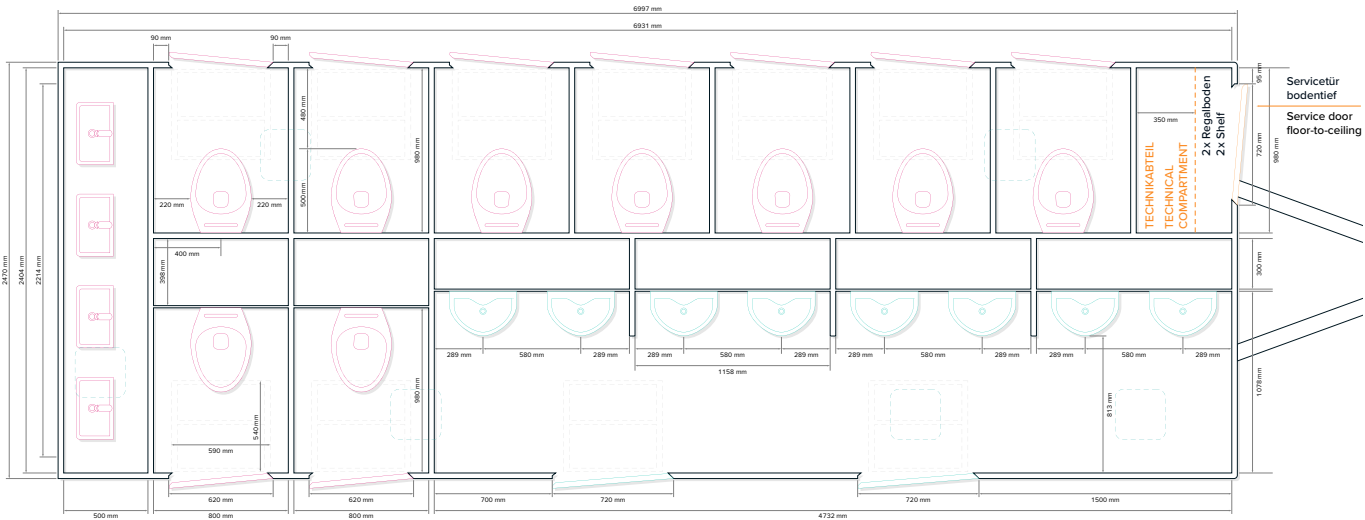 6997 mm
6931 mm
90 mm
90 mm
2470 mm
2404 mm
2214 mm
480 mm
500 mm
980 mm
220 mm
220 mm
400 mm
398 mm
350 mm
TECHNIKABTEIL
TECHNICAL
COMPARTMENT
2 x Regalboden
2 x Shelf
95 mm
720 mm
980 mm
Servicetür
bodentief
Service door
floor-to-ceiling
300 mm
1078 mm
289 mm
580 mm
289 mm
289 mm
580 mm
289 mm
289 mm
580 mm
289 mm
289 mm
580 mm
289 mm
1158 mm
813 mm
540 mm
590 mm
980 mm
620 mm
620 mm
700 mm
720 mm
720 mm
1500 mm
500 mm
800 mm
800 mm
4732 mm